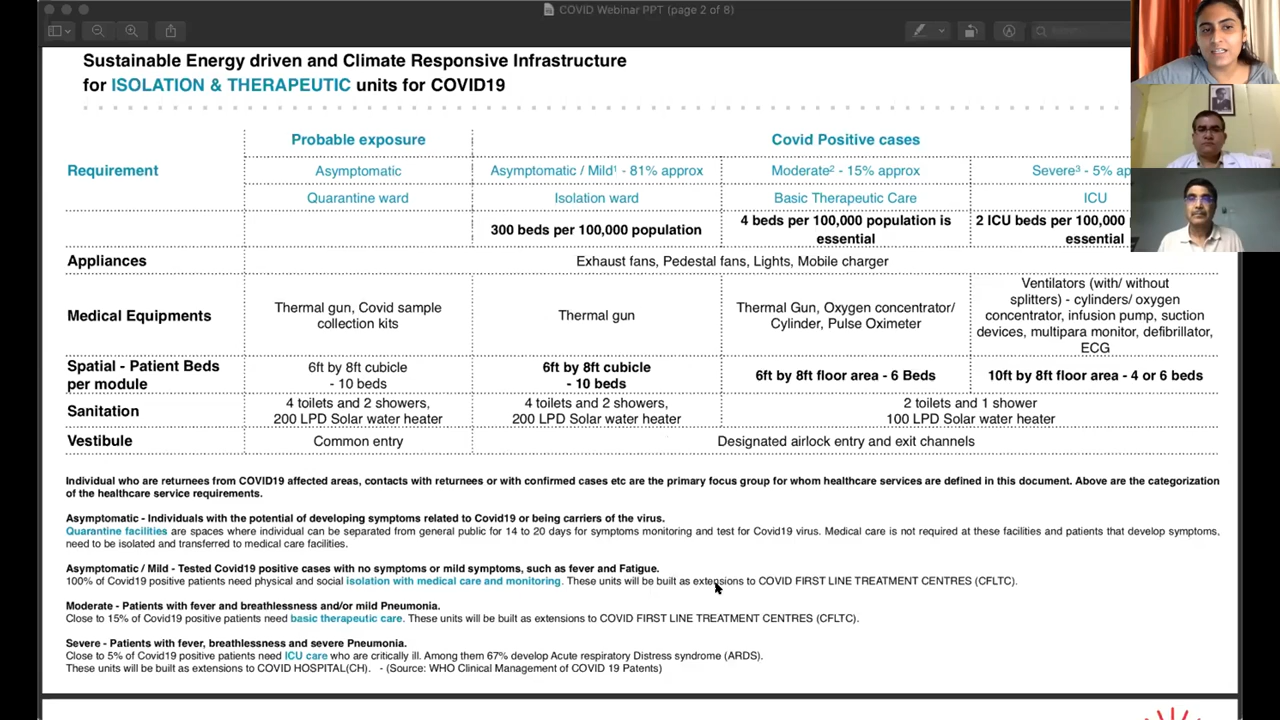 COVID Webinar PPT (page 2 of 8)
Sustainable Energy driven and Climate Responsive Infrastructure
for ISOLATION & THERAPEUTIC units for COVID19
Probable exposure
Covid Positive cases
Requirement
Asymptomatic
Asymptomatic / Mild¹ - 81% approx
Moderate² - 15% approx
Severe³ - 5% ap
Quarantine ward
Isolation ward
Basic Therapeutic Care
ICU
300 beds per 100,000 population
4 beds per 100,000 population is
essential
2 ICU beds per 100,000
essential
Appliances
Exhaust fans, Pedestal fans, Lights, Mobile charger
Medical Equipments
Thermal gun, Covid sample
collection kits
Thermal gun
Thermal Gun, Oxygen concentrator/
Cylinder, Pulse Oximeter
Ventilators (with/ without
splitters) - cylinders/ oxygen
concentrator, infusion pump, suction
devices, multipara monitor, defibrillator,
ECG
Spatial - Patient Beds
per module
6ft by 8ft cubicle
- 10 beds
6ft by 8ft cubicle
- 10 beds
6ft by 8ft floor area - 6 Beds
10ft by 8ft floor area - 4 or 6 beds
Sanitation
4 toilets and 2 showers,
200 LPD Solar water heater
4 toilets and 2 showers,
200 LPD Solar water heater
2 toilets and 1 shower
100 LPD Solar water heater
Vestibule
Common entry
Designated airlock entry and exit channels
Individual who are returnees from COVID19 affected areas, contacts with returnees or with confirmed cases etc are the primary focus group for whom healthcare services are defined in this document. Above are the categorization
of the healthcare service requirements.
Asymptomatic - Individuals with the potential of developing symptoms related to Covid19 or being carriers of the virus.
Quarantine facilities are spaces where individual can be separated from general public for 14 to 20 days for symptoms monitoring and test for Covid19 virus. Medical care is not required at these facilities and patients that develop symptoms,
need to be isolated and transferred to medical care facilities.
Asymptomatic / Mild - Tested Covid19 positive cases with no symptoms or mild symptoms, such as fever and Fatigue.
100% of Covid19 positive patients need physical and social isolation with medical care and monitoring. These units will be built as extensions to COVID FIRST LINE TREATMENT CENTRES (CFLTC).
Moderate - Patients with fever and breathlessness and/or mild Pneumonia.
Close to 15% of Covid19 positive patients need basic therapeutic care. These units will be built as extensions to COVID FIRST LINE TREATMENT CENTRES (CFLTC).
Severe - Patients with fever, breathlessness and severe Pneumonia.
Close to 5% of Covid19 positive patients need ICU care who are critically ill. Among them 67% develop Acute respiratory Distress syndrome (ARDS).
These units will be built as extensions to COVID HOSPITAL(CH). - (Source: WHO Clinical Management of COVID 19 Patents)